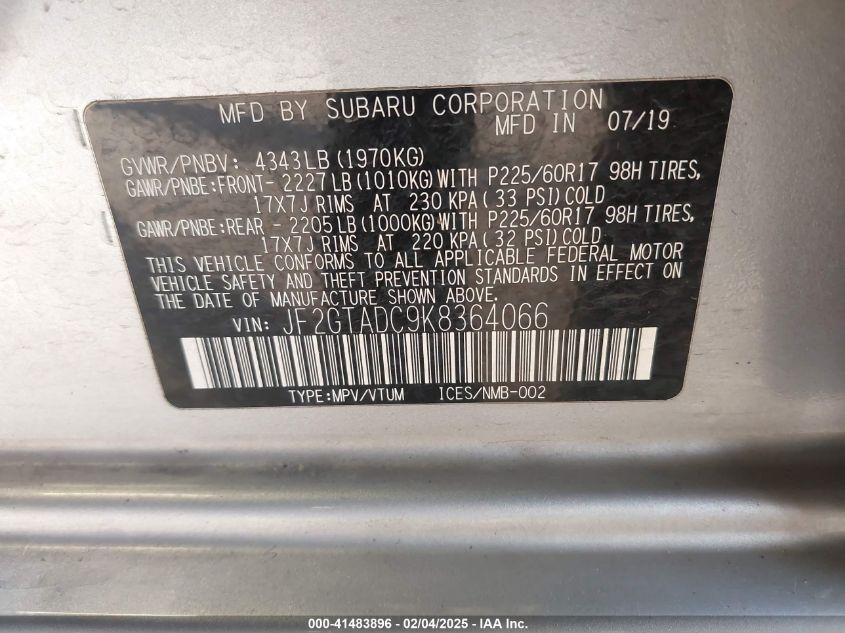 MFD BY SUBARU CORPORATION
MFD IN 07/19
GVWR/PNBV: 4343LB(1970KG)
GAWR/PNBE:FRONT- 2227LB(1010KG)WITH P225/60R17 98H TIRES,
17X7J RIMS AT 230 KPA(33 PSI)COLD
GAWR/PNBE:REAR - 2205LB(1000KG)WITH P225/60R17 98H TIRES,
17X7J RIMS AT 220 KPA(32 PSI)COLD
THIS VEHICLE CONFORMS TO ALL APPLICABLE FEDERAL MOTOR
VEHICLE SAFETY AND THEFT PREVENTION STANDARDS IN EFFECT ON
THE DATE OF MANUFACTURE SHOWN ABOVE.
VIN: JF2GTADC9K8364066
TYPE:MPV/VTUM ICES/NMB-002
000-41483896 - 02/04/2025 - IAA Inc.